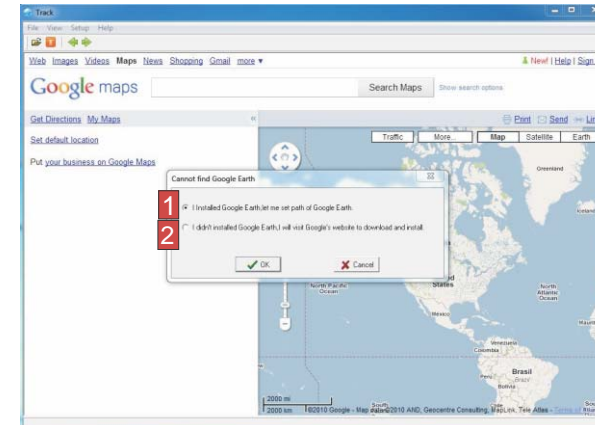 Track
File View Setup Help
Web Images Videos Maps News Shopping Gmail more ▼
New! | Help | Sign
Google maps
Search Maps
Show search options
Get Directions My Maps
Print Send Lin
Set default location
Put your business on Google Maps
Traffic More... Map Satellite Earth
Greenland
Iceland
Cannot find Google Earth
1 I Installed Google Earth,let me set path of Google Earth.
2 I didn't installed Google Earth,I will visit Google's website to download and install.
OK
Cancel
North Pacific
Ocean
States
North
Atlantic
Ocean
Mexico
Venezuela
Colombia
Peru
Brasil
Brazil
Bolivia
2000 mi
2000 km
©2010 Google - Map data ©2010 AND, Geocentre Consulting, MapLink, Tele Atlas -